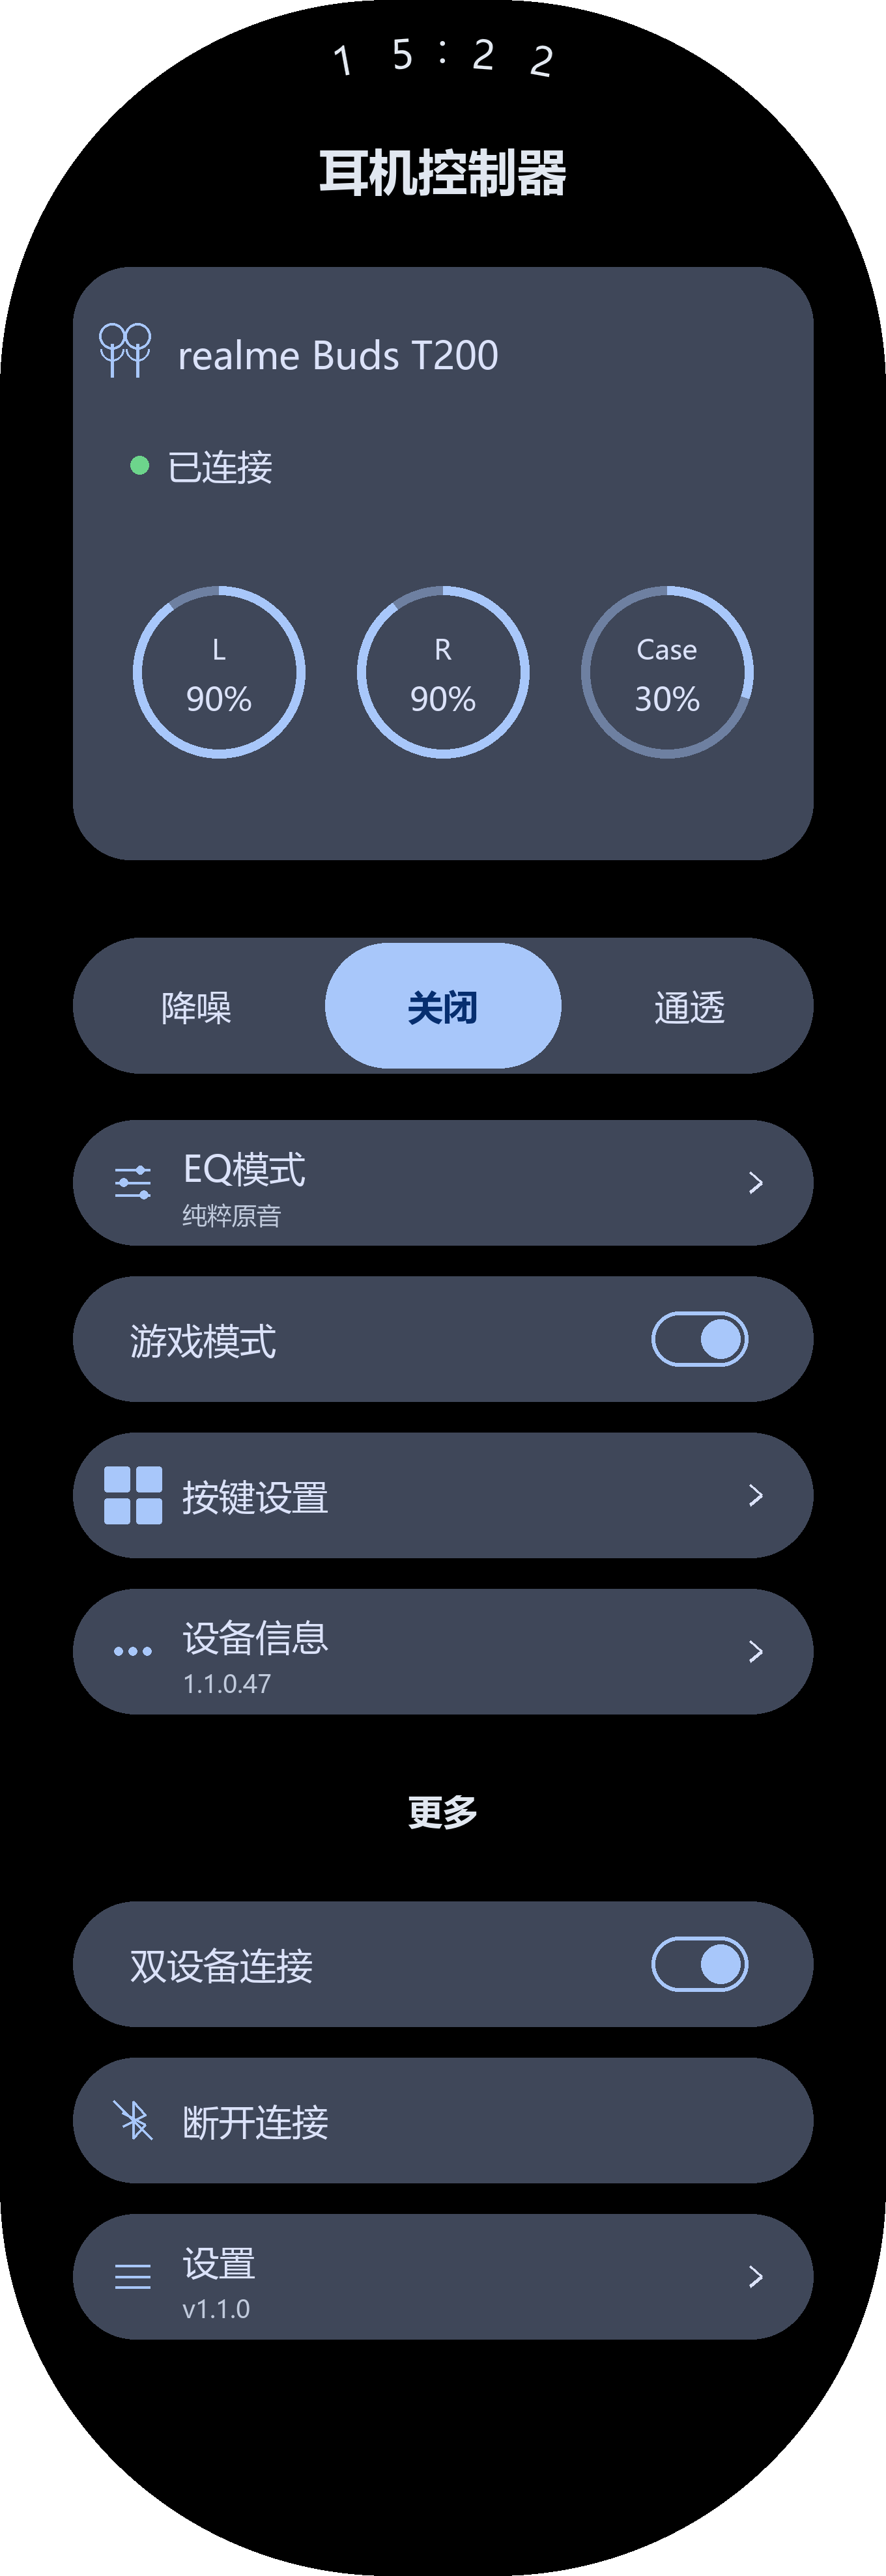 15:22
耳机控制器
realme Buds T200
已连接
L
90%
R
90%
Case
30%
降噪
关闭
通透
EQ模式
纯粹原音
游戏模式
按键设置
设备信息
1.1.0.47
更多
双设备连接
断开连接
设置
v1.1.0